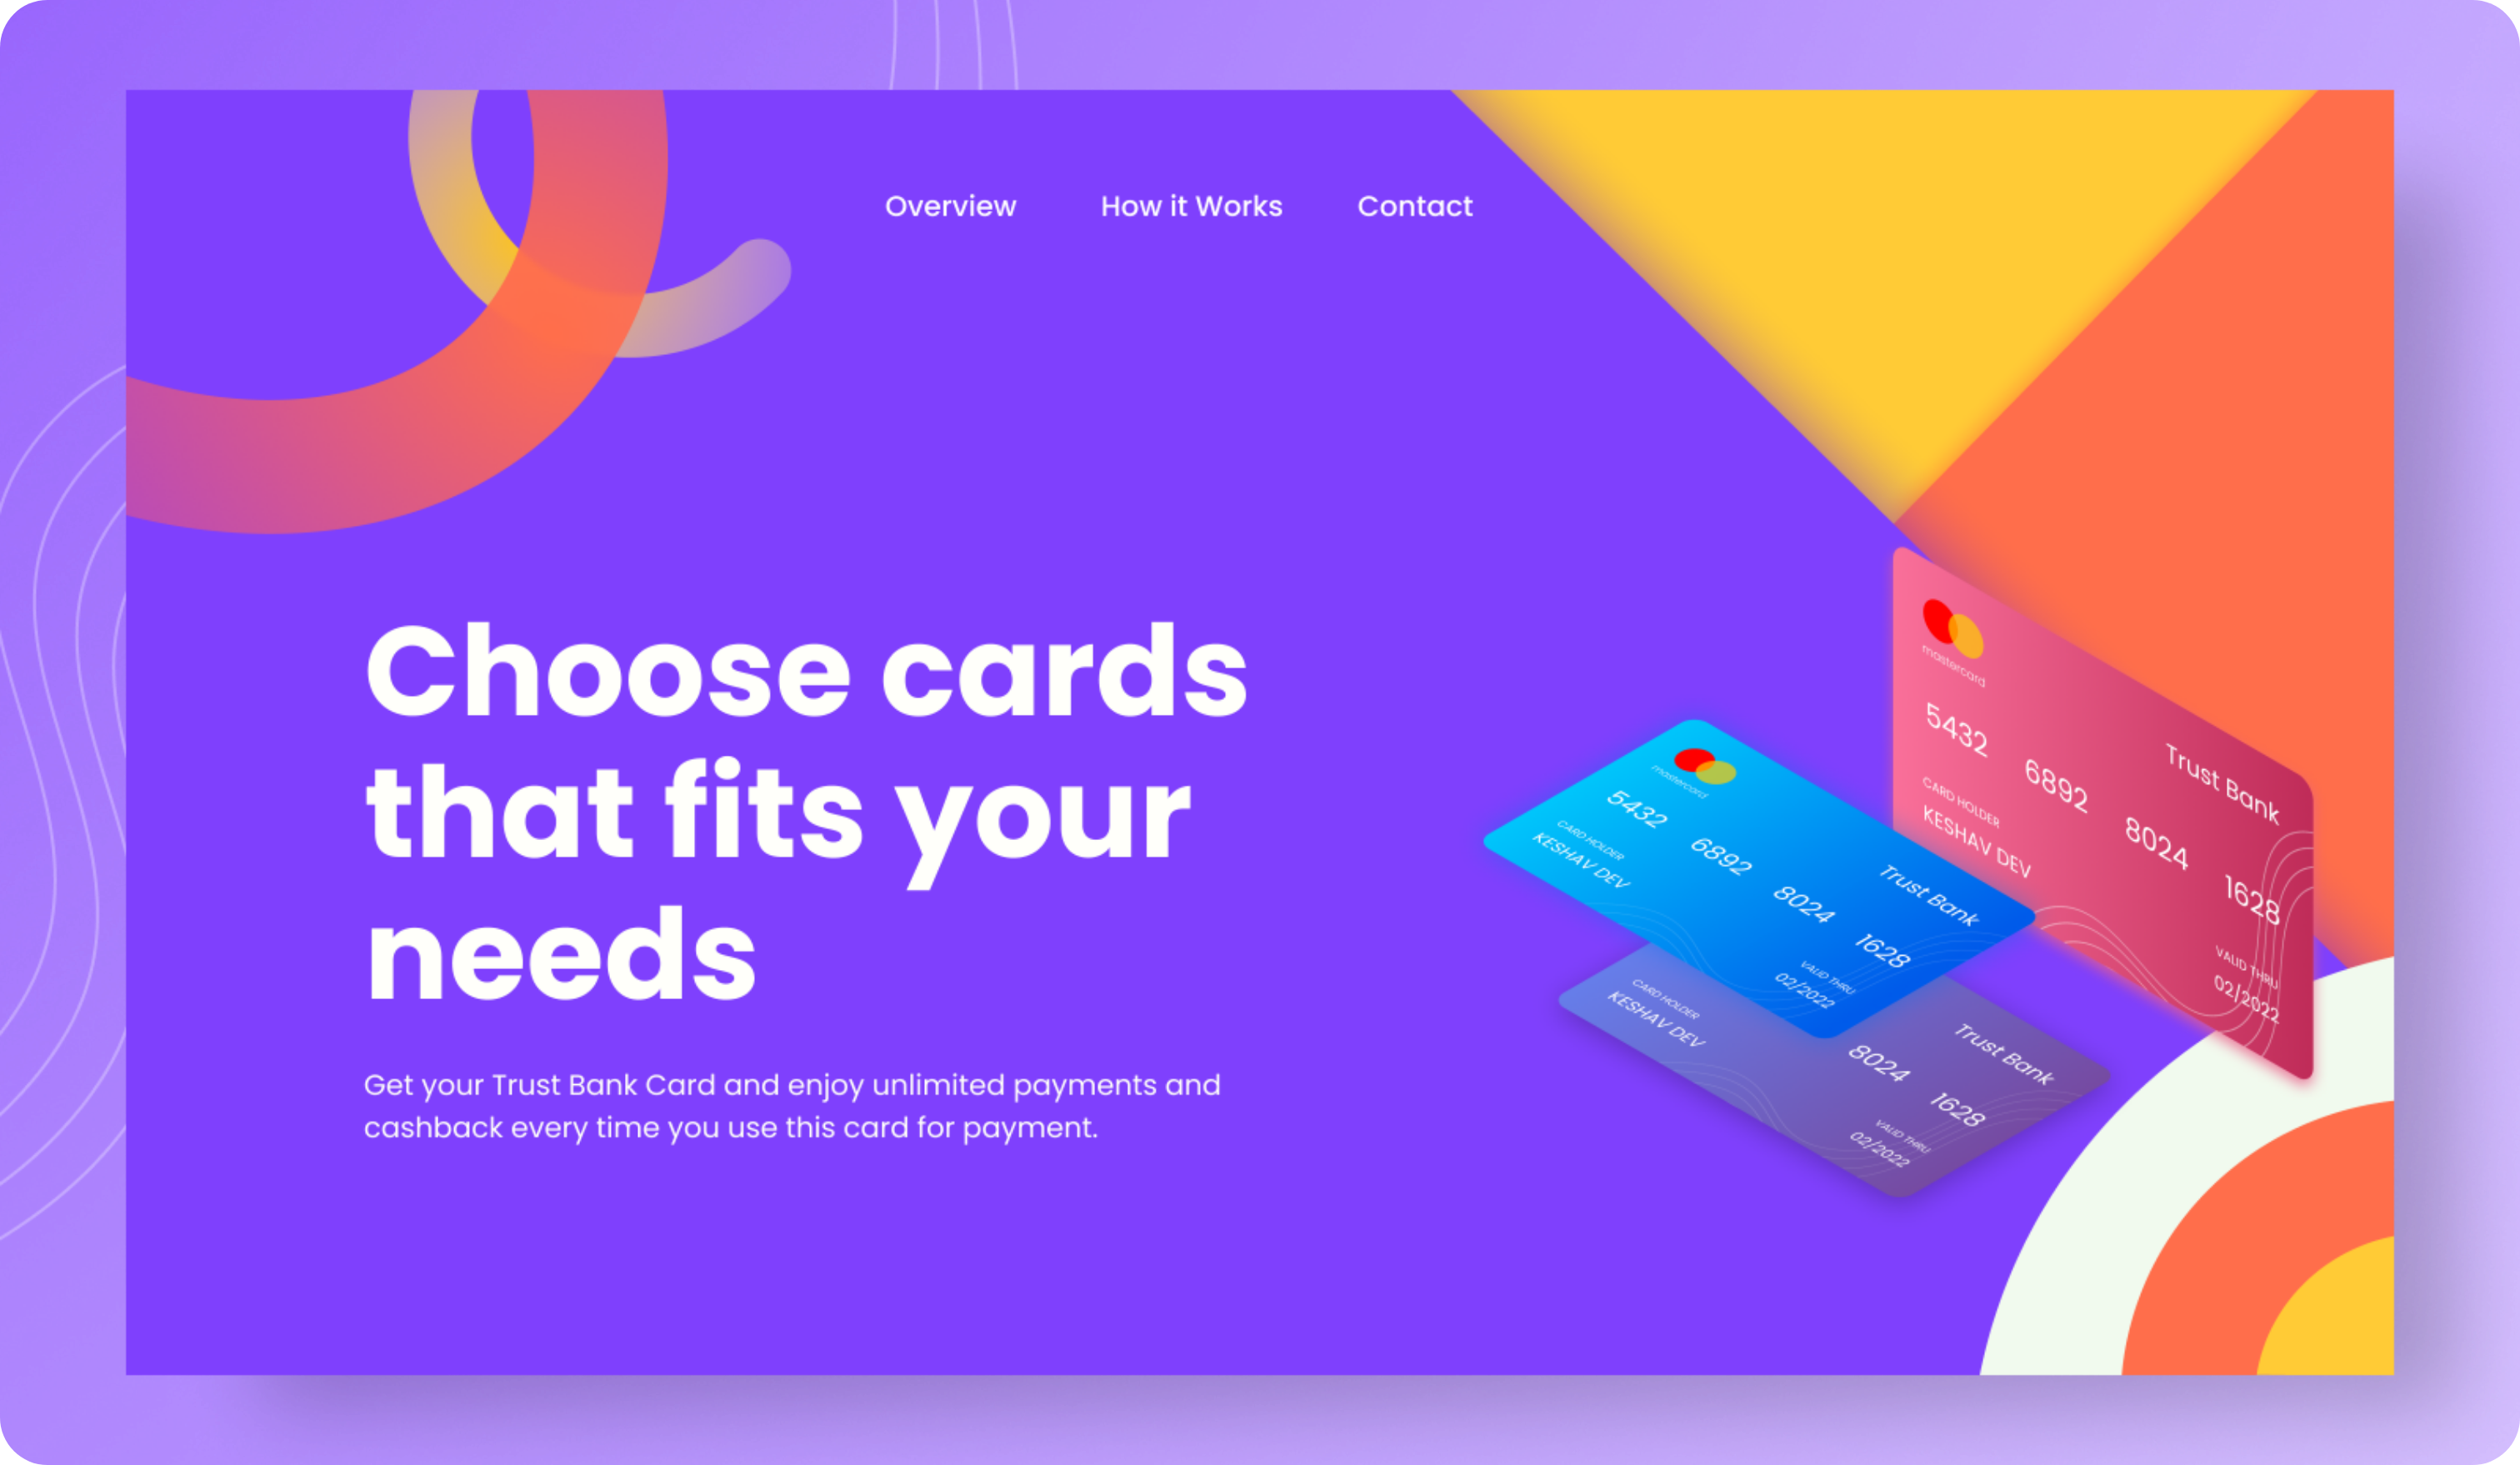 Overview How it Works Contact
Choose cards
that fits your
needs
Get your Trust Bank Card and enjoy unlimited payments and
cashback every time you use this card for payment.
mastercard
Trust Bank
5432 6892 8024 1628
CARD HOLDER
KESHAV DEV
VALID THRU
02/2022
mastercard
Trust Bank
5432 6892 8024 1628
CARD HOLDER
KESHAV DEV
VALID THRU
02/2022
Trust Bank
8024 1628
CARD HOLDER
KESHAV DEV
VALID THRU
02/2022